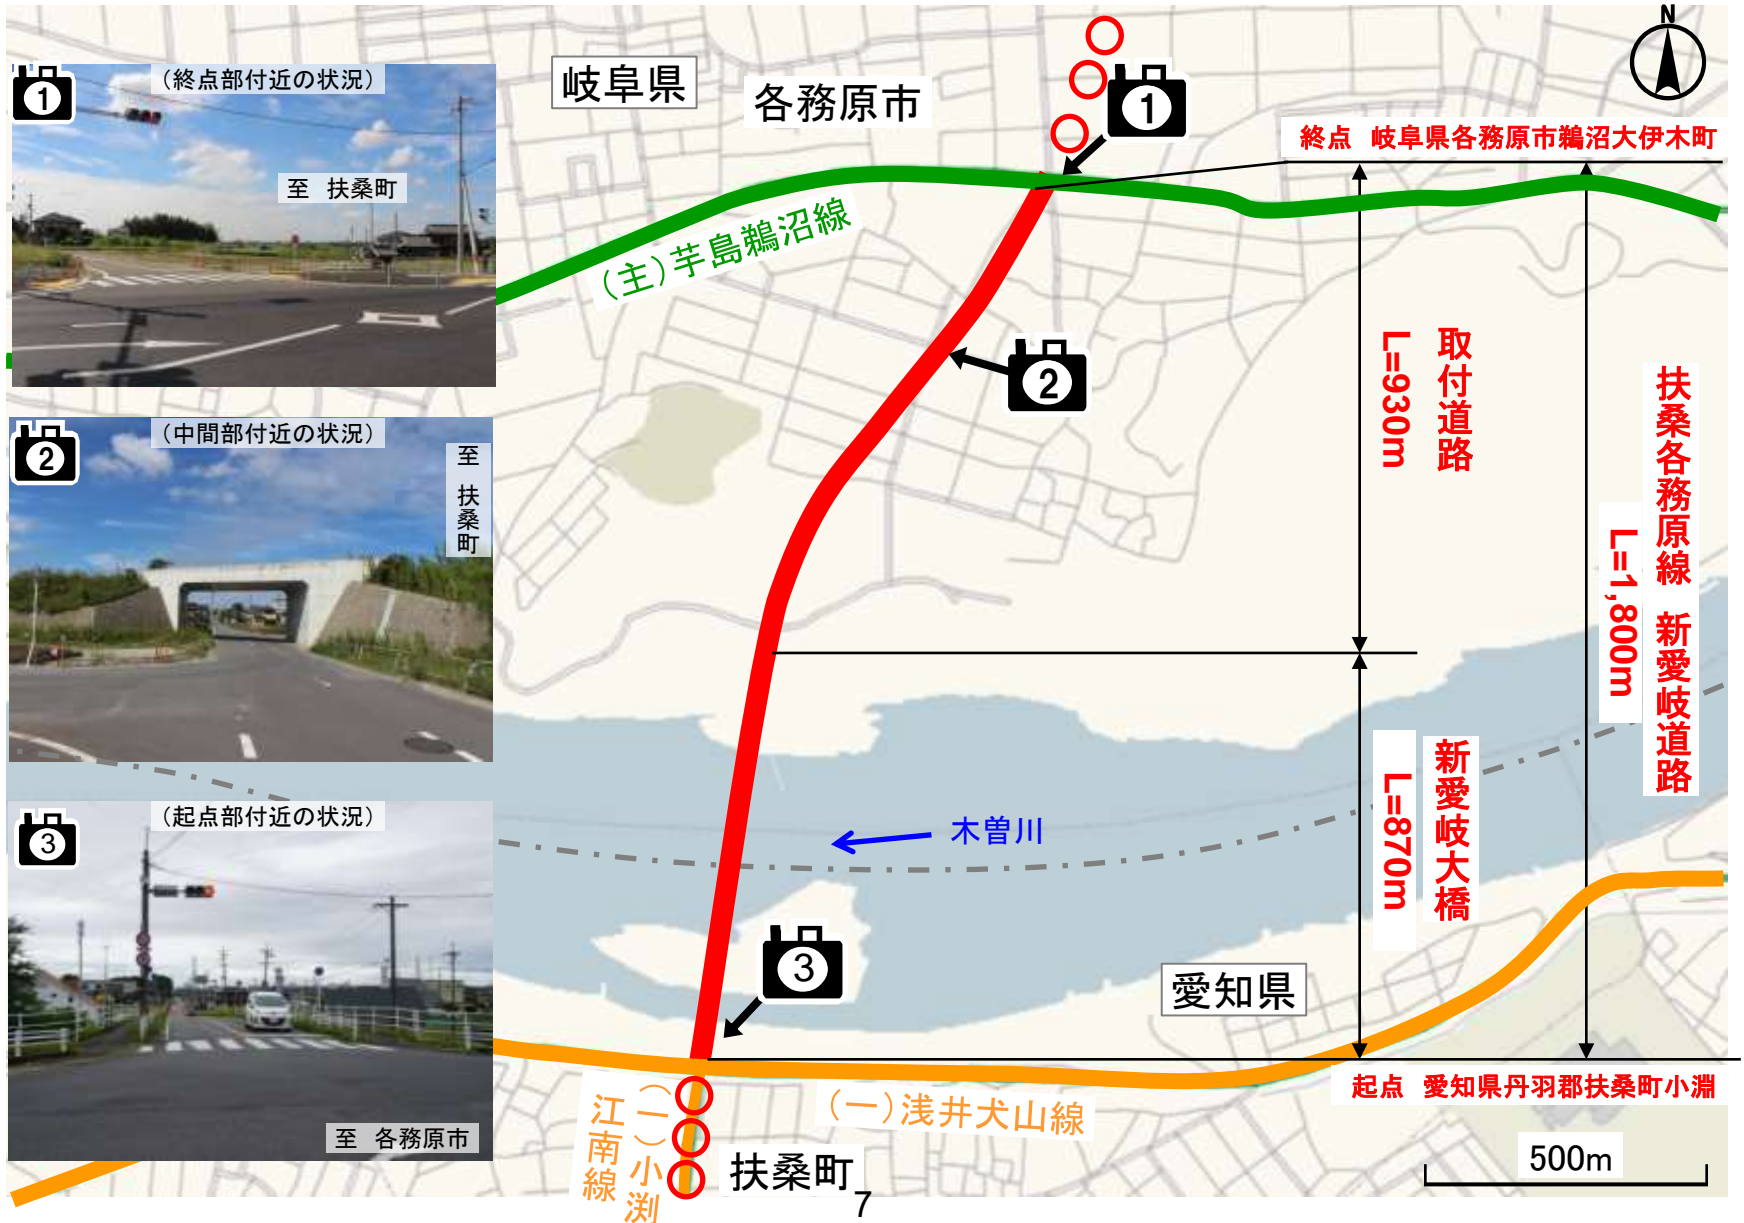 N
1
（終点部付近の状況）
至 扶桑町
岐阜県
各務原市
1
終点 岐阜県各務原市鵜沼大伊木町
（主）芋島鵜沼線
2
取付道路
L=930m
扶桑各務原線 新愛岐道路
L=1,800m
2
（中間部付近の状況）
至 扶桑町
木曽川
新愛岐大橋
L=870m
3
（起点部付近の状況）
至 各務原市
3
愛知県
起点 愛知県丹羽郡扶桑町小淵
（一）浅井犬山線
（一）小渕
江南線
扶桑町
500m
7